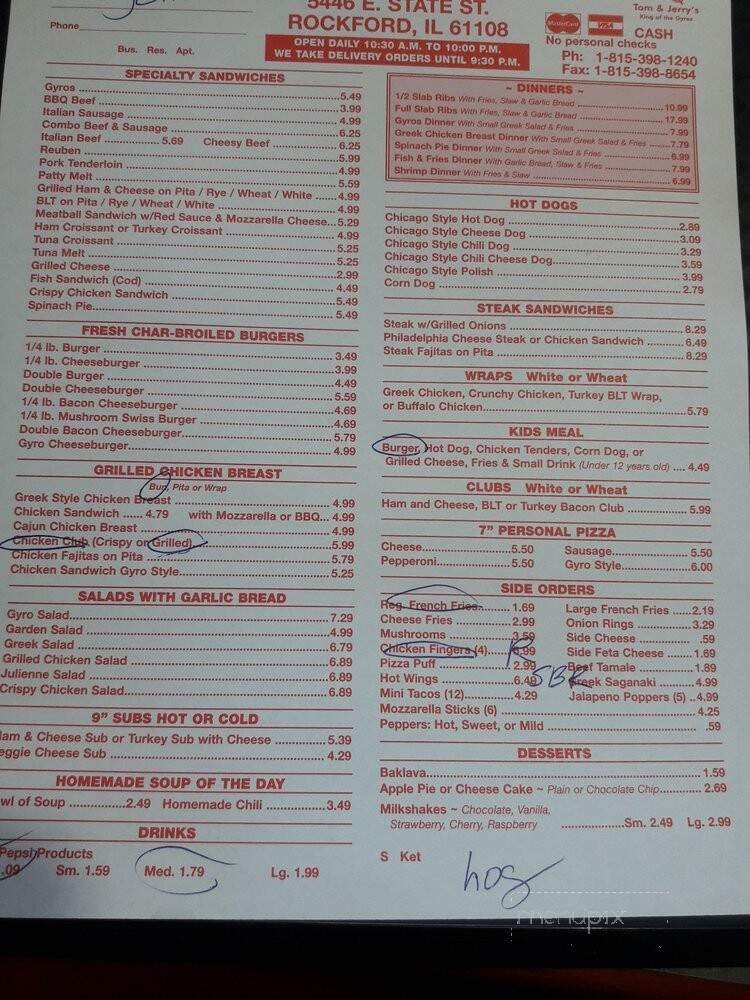 5446 E. STATE ST.
ROCKFORD, IL 61108
Phone
Bus. Res. Apt.
OPEN DAILY 10:30 A.M. TO 10:00 P.M.
WE TAKE DELIVERY ORDERS UNTIL 9:30 P.M.
Tom & Jerry's
King of the Gyros
MasterCard VISA CASH
No personal checks
Ph: 1-815-398-1240
Fax: 1-815-398-8654
SPECIALTY SANDWICHES
Gyros 5.49
BBQ Beef 3.99
Italian Sausage 4.99
Combo Beef & Sausage 6.25
Italian Beef 5.69 Cheesy Beef 6.25
Reuben 5.99
Pork Tenderloin 4.99
Patty Melt 5.59
Grilled Ham & Cheese on Pita / Rye / Wheat / White 4.99
BLT on Pita / Rye / Wheat / White 4.99
Meatball Sandwich w/Red Sauce & Mozzarella Cheese...5.29
Ham Croissant or Turkey Croissant 4.99
Tuna Croissant 5.25
Tuna Melt 5.25
Grilled Cheese 2.99
Fish Sandwich (Cod) 4.49
Crispy Chicken Sandwich 5.49
Spinach Pie 5.49
FRESH CHAR-BROILED BURGERS
1/4 lb. Burger 3.49
1/4 lb. Cheeseburger 3.99
Double Burger 4.49
Double Cheeseburger 5.59
1/4 lb. Bacon Cheeseburger 4.69
1/4 lb. Mushroom Swiss Burger 4.69
Double Bacon Cheeseburger 5.79
Gyro Cheeseburger 4.99
GRILLED CHICKEN BREAST
Bun, Pita or Wrap
Greek Style Chicken Breast 4.99
Chicken Sandwich 4.79 with Mozzarella or BBQ... 4.99
Cajun Chicken Breast 4.99
Chicken Club (Crispy or Grilled) 5.99
Chicken Fajitas on Pita 5.79
Chicken Sandwich Gyro Style 5.25
SALADS WITH GARLIC BREAD
Gyro Salad 7.29
Garden Salad 4.99
Greek Salad 6.79
Grilled Chicken Salad 6.89
Julienne Salad 6.89
Crispy Chicken Salad 6.89
9" SUBS HOT OR COLD
am & Cheese Sub or Turkey Sub with Cheese 5.39
eggie Cheese Sub 4.29
HOMEMADE SOUP OF THE DAY
wl of Soup 2.49 Homemade Chili 3.49
DRINKS
Pepsi Products
.09 Sm. 1.59 Med. 1.79 Lg. 1.99
~ DINNERS ~
1/2 Slab Ribs With Fries, Slaw & Garlic Bread 10.99
Full Slab Ribs With Fries, Slaw & Garlic Bread 17.99
Gyros Dinner With Small Greek Salad & Fries 7.99
Greek Chicken Breast Dinner With Small Greek Salad & Fries 7.79
Spinach Pie Dinner With Small Greek Salad & Fries 6.99
Fish & Fries Dinner With Garlic Bread, Slaw & Fries 7.99
Shrimp Dinner With Fries & Slaw 6.99
HOT DOGS
Chicago Style Hot Dog 2.89
Chicago Style Cheese Dog 3.09
Chicago Style Chili Dog 3.29
Chicago Style Chili Cheese Dog 3.59
Chicago Style Polish 3.99
Corn Dog 2.79
STEAK SANDWICHES
Steak w/Grilled Onions 8.29
Philadelphia Cheese Steak or Chicken Sandwich 6.49
Steak Fajitas on Pita 8.29
WRAPS White or Wheat
Greek Chicken, Crunchy Chicken, Turkey BLT Wrap,
or Buffalo Chicken 5.79
KIDS MEAL
Burger, Hot Dog, Chicken Tenders, Corn Dog, or
Grilled Cheese, Fries & Small Drink (Under 12 years old) .... 4.49
CLUBS White or Wheat
Ham and Cheese, BLT or Turkey Bacon Club 5.99
7" PERSONAL PIZZA
Cheese 5.50 Sausage 5.50
Pepperoni 5.50 Gyro Style 6.00
SIDE ORDERS
Reg. French Fries 1.69 Large French Fries 2.19
Cheese Fries 2.99 Onion Rings 3.29
Mushrooms 3.59 Side Cheese .59
Chicken Fingers (4) .99 Side Feta Cheese 1.69
Pizza Puff 2.99 Beef Tamale 1.89
Hot Wings 6.49 SBR Greek Saganaki 4.99
Mini Tacos (12) 4.29 Jalapeno Poppers (5) ..4.99
Mozzarella Sticks (6) 4.25
Peppers: Hot, Sweet, or Mild .59
DESSERTS
Baklava 1.59
Apple Pie or Cheese Cake ~ Plain or Chocolate Chip 2.69
Milkshakes ~ Chocolate, Vanilla,
Strawberry, Cherry, Raspberry Sm. 2.49 Lg. 2.99
S Ket
menupix